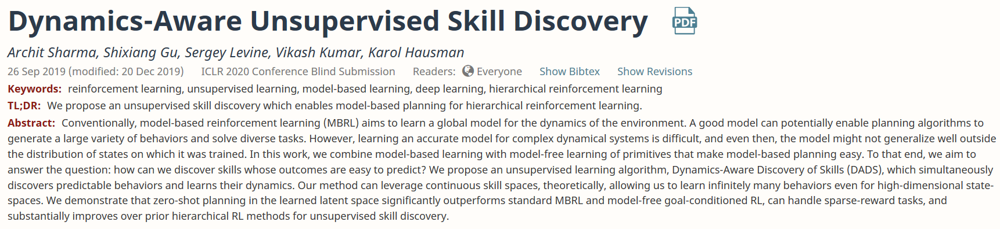 Dynamics-Aware Unsupervised Skill Discovery PDF
Archit Sharma, Shixiang Gu, Sergey Levine, Vikash Kumar, Karol Hausman
26 Sep 2019 (modified: 20 Dec 2019) ICLR 2020 Conference Blind Submission Readers: Everyone Show Bibtex Show Revisions
Keywords: reinforcement learning, unsupervised learning, model-based learning, deep learning, hierarchical reinforcement learning
TL;DR: We propose an unsupervised skill discovery which enables model-based planning for hierarchical reinforcement learning.
Abstract: Conventionally, model-based reinforcement learning (MBRL) aims to learn a global model for the dynamics of the environment. A good model can potentially enable planning algorithms to
generate a large variety of behaviors and solve diverse tasks. However, learning an accurate model for complex dynamical systems is difficult, and even then, the model might not generalize well outside
the distribution of states on which it was trained. In this work, we combine model-based learning with model-free learning of primitives that make model-based planning easy. To that end, we aim to
answer the question: how can we discover skills whose outcomes are easy to predict? We propose an unsupervised learning algorithm, Dynamics-Aware Discovery of Skills (DADS), which simultaneously
discovers predictable behaviors and learns their dynamics. Our method can leverage continuous skill spaces, theoretically, allowing us to learn infinitely many behaviors even for high-dimensional state-
spaces. We demonstrate that zero-shot planning in the learned latent space significantly outperforms standard MBRL and model-free goal-conditioned RL, can handle sparse-reward tasks, and
substantially improves over prior hierarchical RL methods for unsupervised skill discovery.